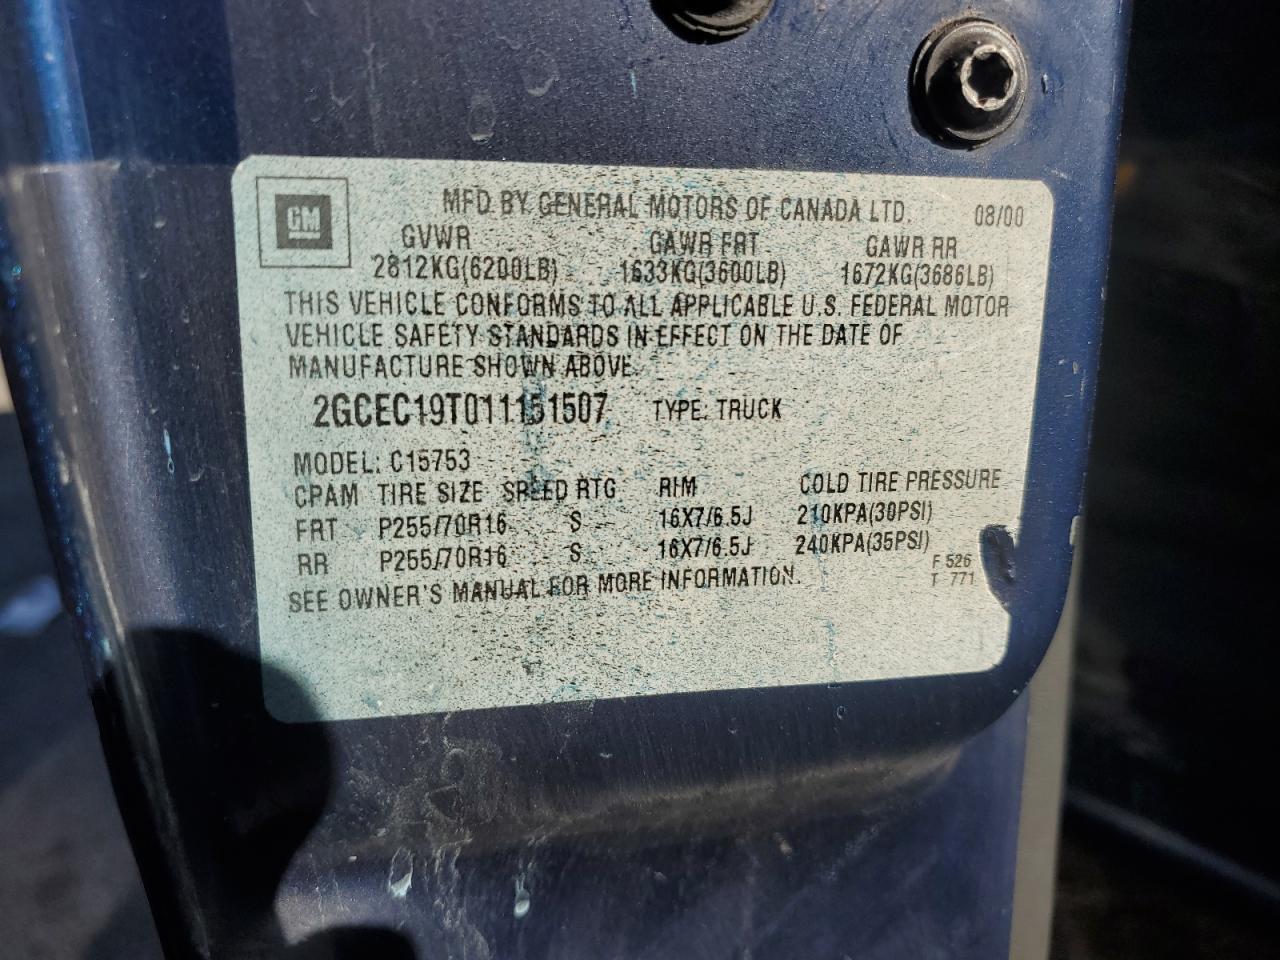 GM
MFD BY GENERAL MOTORS OF CANADA LTD. 08/00
GVWR GAWR FRT GAWR RR
2812KG(6200LB) 1633KG(3600LB) 1672KG(3686LB)
THIS VEHICLE CONFORMS TO ALL APPLICABLE U.S. FEDERAL MOTOR
VEHICLE SAFETY STANDARDS IN EFFECT ON THE DATE OF
MANUFACTURE SHOWN ABOVE.
2GCEC19T011151507 TYPE: TRUCK
MODEL: C15753
CPAM TIRE SIZE SPEED RTG RIM COLD TIRE PRESSURE
FRT P255/70R16 S 16X7/6.5J 210KPA(30PSI)
RR P255/70R16 S 16X7/6.5J 240KPA(35PSI)
SEE OWNER'S MANUAL FOR MORE INFORMATION.
F 526
T 771